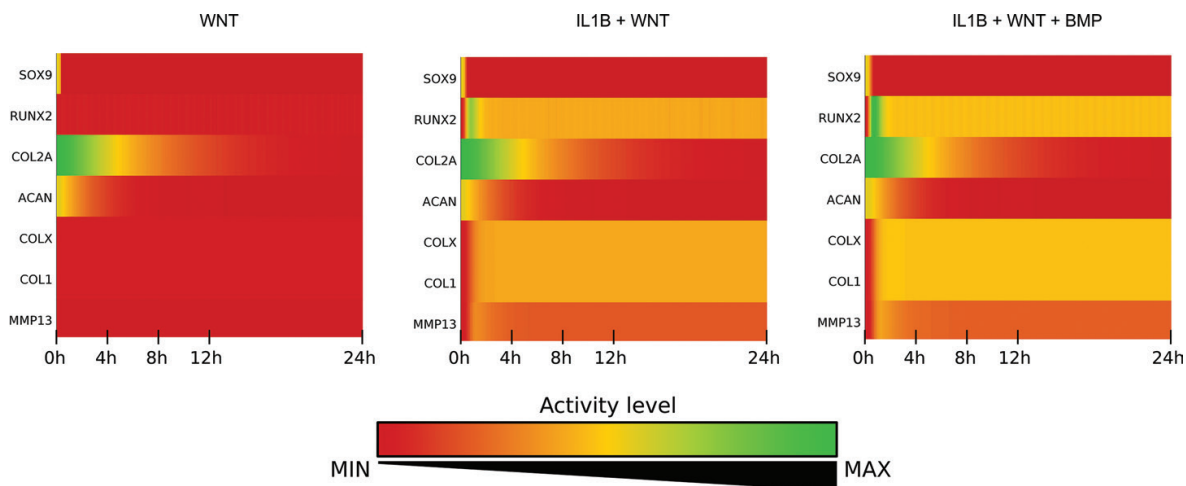 WNT
IL1B + WNT
IL1B + WNT + BMP
SOX9
RUNX2
COL2A
ACAN
COLX
COL1
MMP13
0h 4h 8h 12h 24h
SOX9
RUNX2
COL2A
ACAN
COLX
COL1
MMP13
0h 4h 8h 12h 24h
SOX9
RUNX2
COL2A
ACAN
COLX
COL1
MMP13
0h 4h 8h 12h 24h
Activity level
MIN MAX